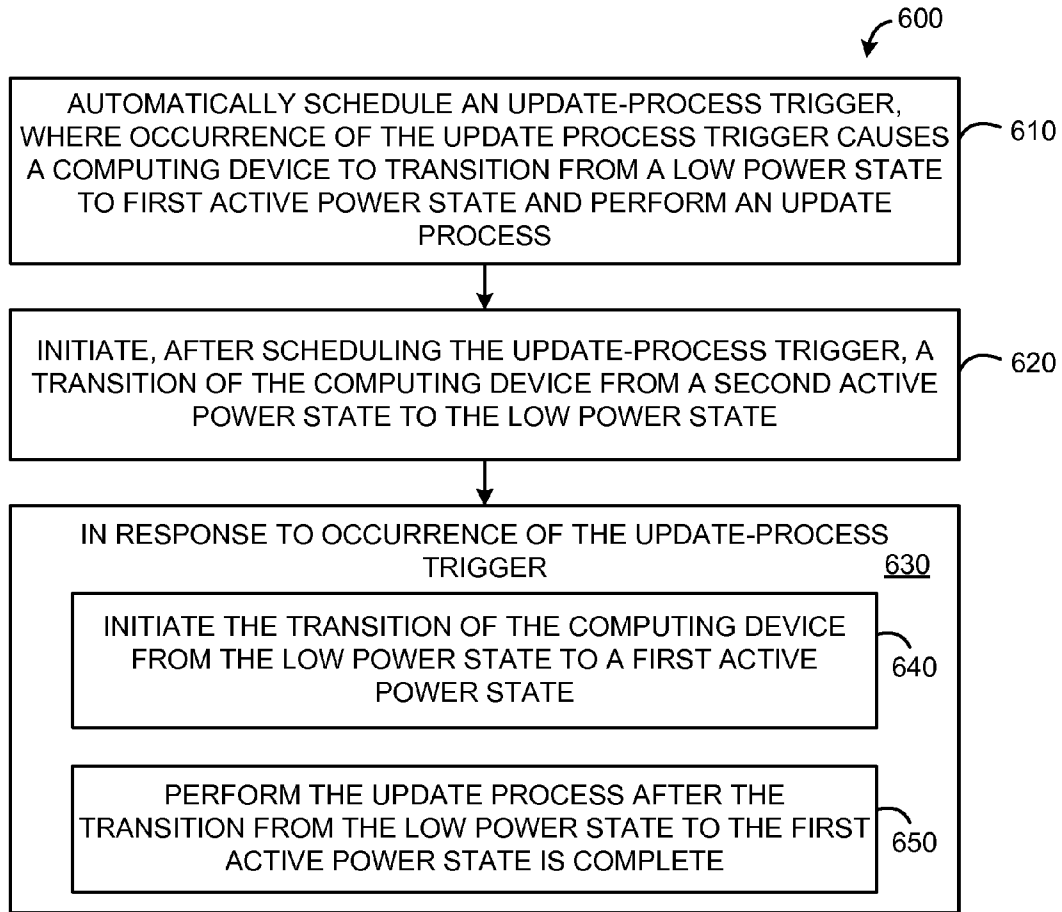 600
AUTOMATICALLY SCHEDULE AN UPDATE-PROCESS TRIGGER,
WHERE OCCURRENCE OF THE UPDATE PROCESS TRIGGER CAUSES
A COMPUTING DEVICE TO TRANSITION FROM A LOW POWER STATE
TO FIRST ACTIVE POWER STATE AND PERFORM AN UPDATE
PROCESS
610
INITIATE, AFTER SCHEDULING THE UPDATE-PROCESS TRIGGER, A
TRANSITION OF THE COMPUTING DEVICE FROM A SECOND ACTIVE
POWER STATE TO THE LOW POWER STATE
620
IN RESPONSE TO OCCURRENCE OF THE UPDATE-PROCESS
TRIGGER
630
INITIATE THE TRANSITION OF THE COMPUTING DEVICE
FROM THE LOW POWER STATE TO A FIRST ACTIVE
POWER STATE
640
PERFORM THE UPDATE PROCESS AFTER THE
TRANSITION FROM THE LOW POWER STATE TO THE FIRST
ACTIVE POWER STATE IS COMPLETE
650